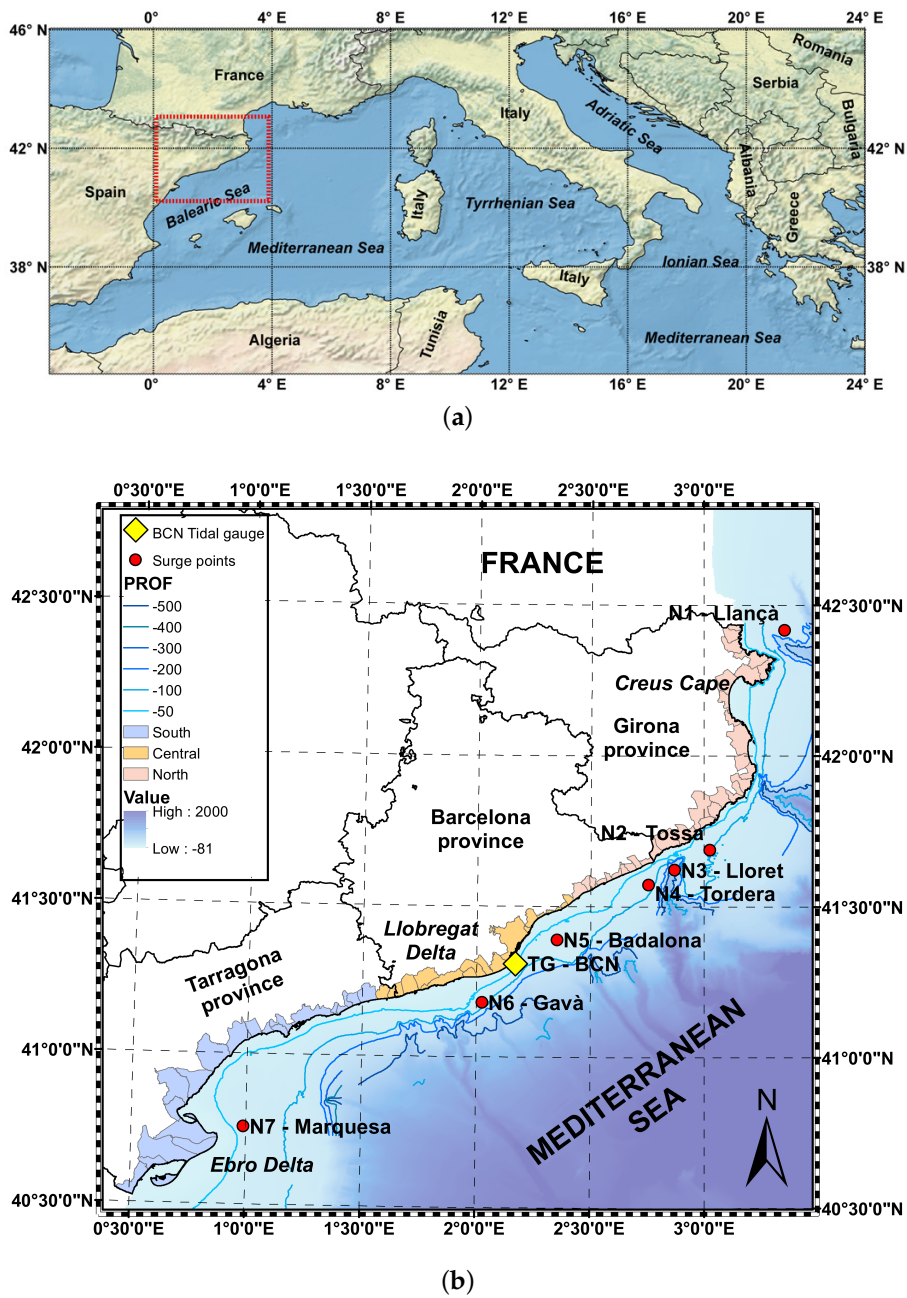 0° 4° E 8° E 12° E 16° E 20° E 24° E
46° N
Romania
France
Serbia
Italy
Adriatic Sea
Bulgaria
42° N
42° N
Albania
Spain
Balearic Sea
Italy
Tyrrhenian Sea
Greece
Mediterranean Sea
Ionian Sea
38° N
Italy
38° N
Algeria
Tunisia
Mediterranean Sea
0° 4° E 8° E 12° E 16° E 20° E 24° E
(a)
0°30'0"E 1°0'0"E 1°30'0"E 2°0'0"E 2°30'0"E 3°0'0"E
BCN Tidal gauge
Surge points
PROF
-500
-400
-300
-200
-100
-50
South
Central
North
Value
High : 2000
Low : -81
FRANCE
42°30'0"N
42°30'0"N
N1 - Llançà
Creus Cape
Girona
province
42°0'0"N
42°0'0"N
Barcelona
province
N2 - Tossa
N3 - Lloret
N4 - Tordera
41°30'0"N
41°30'0"N
Llobregat
Delta
N5 - Badalona
TG - BCN
Tarragona
province
N6 - Gavà
41°0'0"N
41°0'0"N
MEDITERRANEAN
SEA
N
N7 - Marquesa
Ebro Delta
40°30'0"N
40°30'0"N
0°30'0"E 1°0'0"E 1°30'0"E 2°0'0"E 2°30'0"E 3°0'0"E
(b)